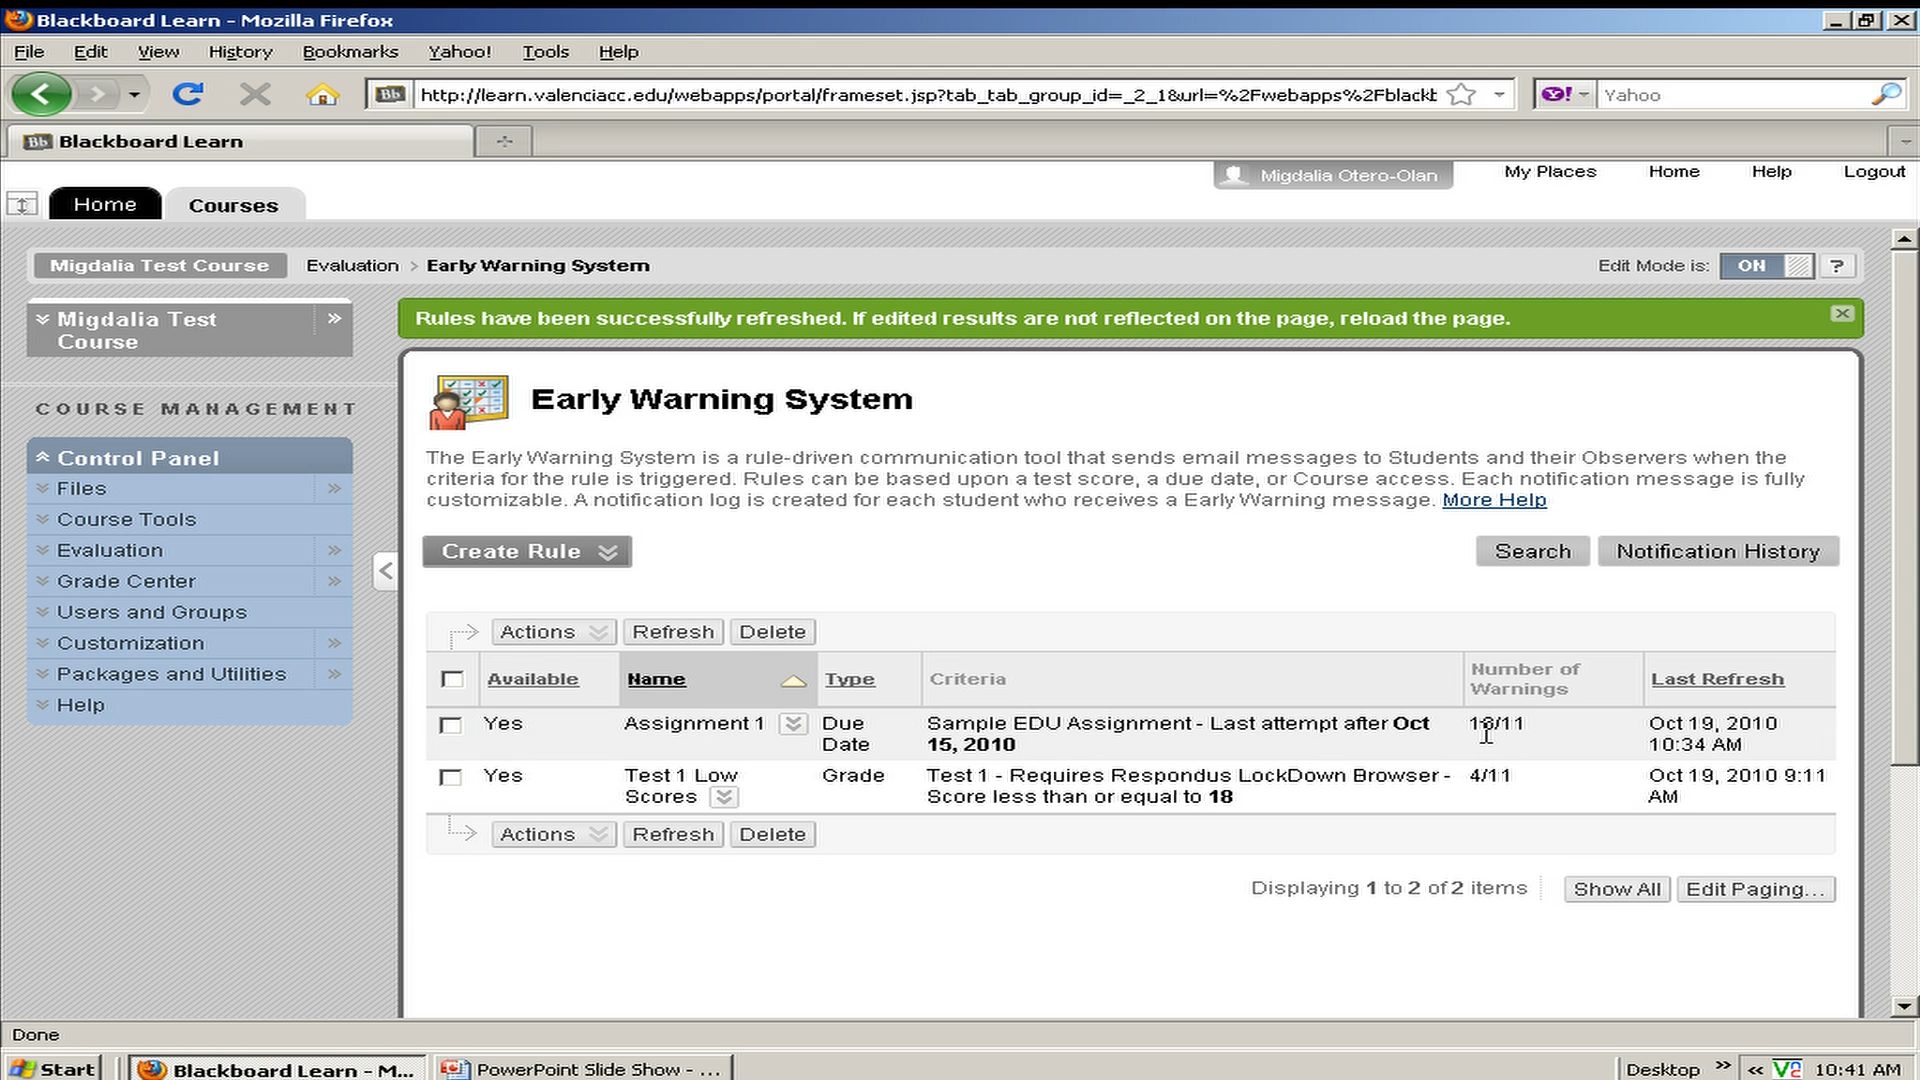 Blackboard Learn - Mozilla Firefox
File Edit View History Bookmarks Yahoo! Tools Help
Bb http://learn.valenciacc.edu/webapps/portal/frameset.jsp?tab_tab_group_id=_2_1&url=%2Fwebapps%2Fblackb
Y! Yahoo
Bb Blackboard Learn
Migdalia Otero-Olan My Places Home Help Logout
Home Courses
Migdalia Test Course Evaluation > Early Warning System Edit Mode is: ON ?
Migdalia Test
Course
COURSE MANAGEMENT
Control Panel
Files
Course Tools
Evaluation
Grade Center
Users and Groups
Customization
Packages and Utilities
Help
Rules have been successfully refreshed. If edited results are not reflected on the page, reload the page.
Early Warning System
The Early Warning System is a rule-driven communication tool that sends email messages to Students and their Observers when the
criteria for the rule is triggered. Rules can be based upon a test score, a due date, or Course access. Each notification message is fully
customizable. A notification log is created for each student who receives a Early Warning message. More Help
Create Rule Search Notification History
Actions Refresh Delete
Available Name Type Criteria Number of
Warnings Last Refresh
Yes Assignment 1 Due
Date Sample EDU Assignment - Last attempt after Oct
15, 2010 Oct 19, 2010
10:34 AM
Yes Test 1 Low
Scores Grade Test 1 - Requires Respondus LockDown Browser -
Score less than or equal to 18 4/11 Oct 19, 2010 9:11
AM
Actions Refresh Delete
Displaying 1 to 2 of 2 items Show All Edit Paging...
Done
Start Blackboard Learn - M... PowerPoint Slide Show - ... Desktop 10:41 AM